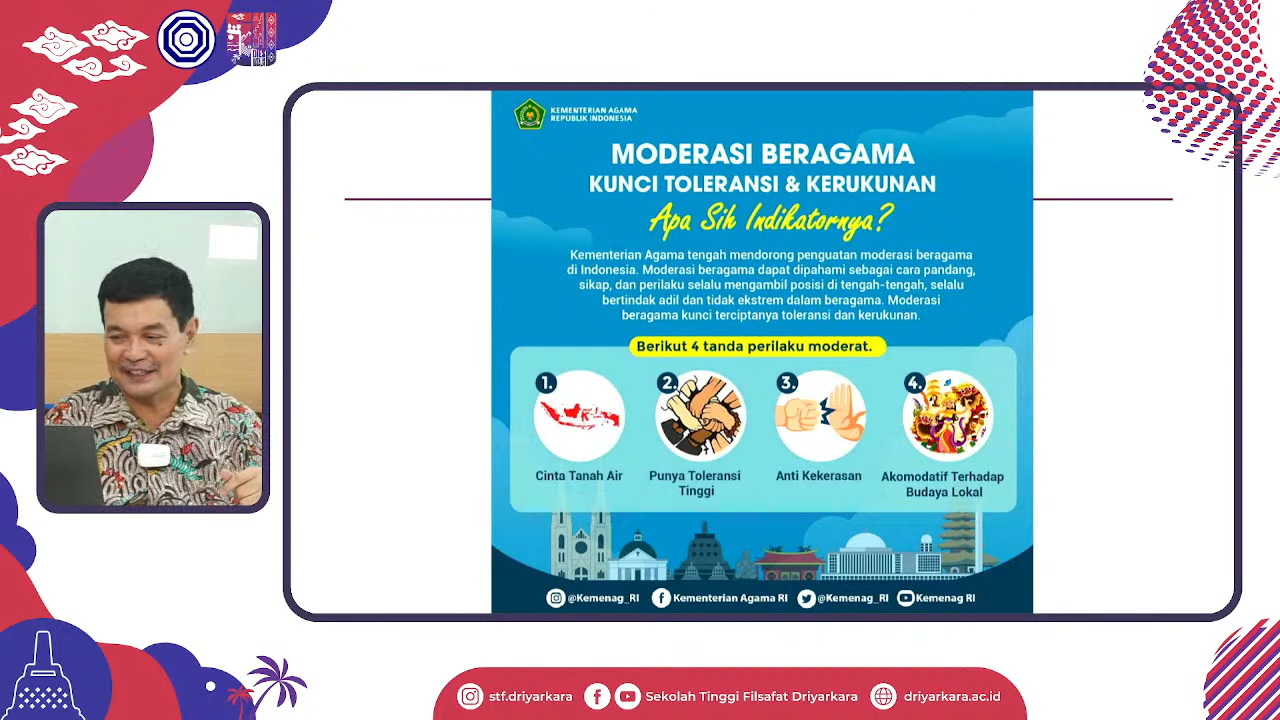 KEMENTERIAN AGAMA
REPUBLIK INDONESIA
MODERASI BERAGAMA
KUNCI TOLERANSI & KERUKUNAN
Apa Sih Indikatornya?
Kementerian Agama tengah mendorong penguatan moderasi beragama
di Indonesia. Moderasi beragama dapat dipahami sebagai cara pandang,
sikap, dan perilaku selalu mengambil posisi di tengah-tengah, selalu
bertindak adil dan tidak ekstrem dalam beragama. Moderasi
beragama kunci terciptanya toleransi dan kerukunan.
Berikut 4 tanda perilaku moderat.
1.
Cinta Tanah Air
2.
Punya Toleransi
Tinggi
3.
Anti Kekerasan
4.
Akomodatif Terhadap
Budaya Lokal
@Kemenag_RI
Kementerian Agama RI
@Kemenag_RI
Kemenag RI
stf.driyarkara
Sekolah Tinggi Filsafat Driyarkara
driyarkara.ac.id